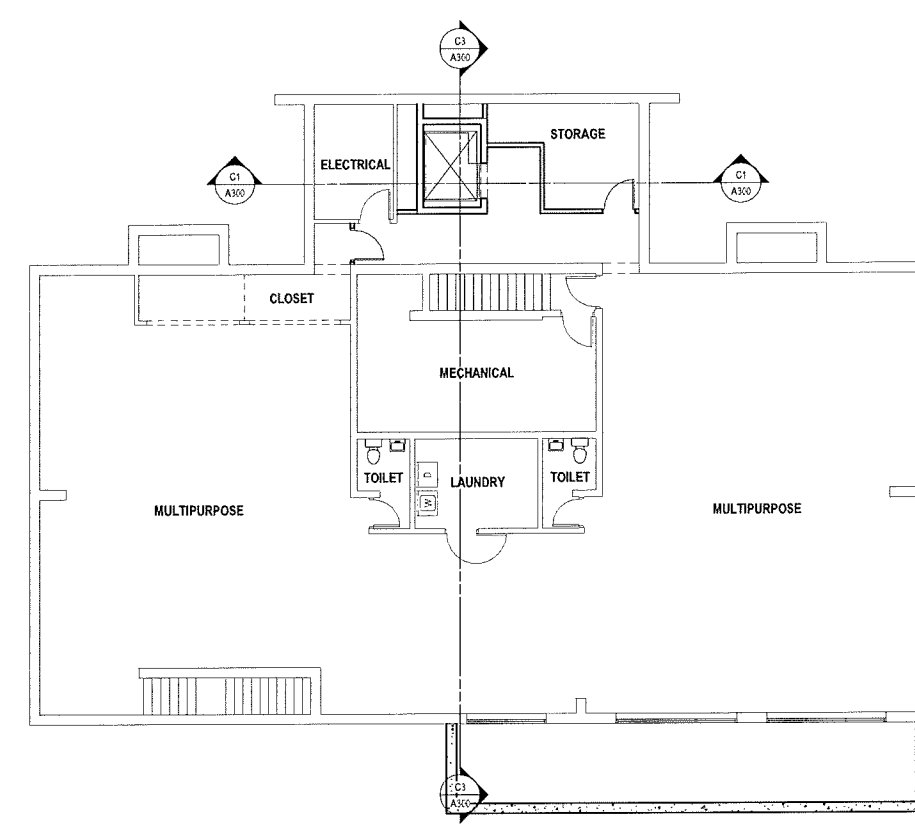 C3
A300
STORAGE
ELECTRICAL
C1
A300
C1
A300
CLOSET
MECHANICAL
TOILET
D
LAUNDRY
TOILET
W
MULTIPURPOSE
MULTIPURPOSE
C3
A300